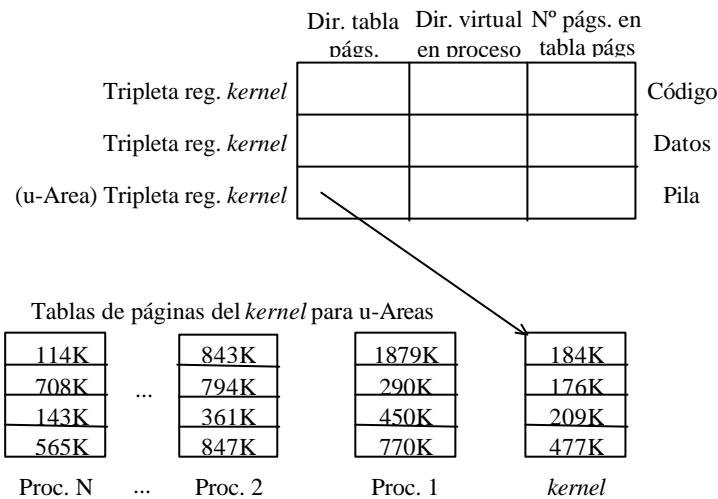 Dir. tabla págs. Dir. virtual en proceso Nº págs. en tabla págs
Tripleta reg. kernel Código
Tripleta reg. kernel Datos
(u-Area) Tripleta reg. kernel Pila
Tablas de páginas del kernel para u-Areas
114K 843K 1879K 184K
708K ... 794K 290K 176K
143K 361K 450K 209K
565K 847K 770K 477K
Proc. N ... Proc. 2 Proc. 1 kernel